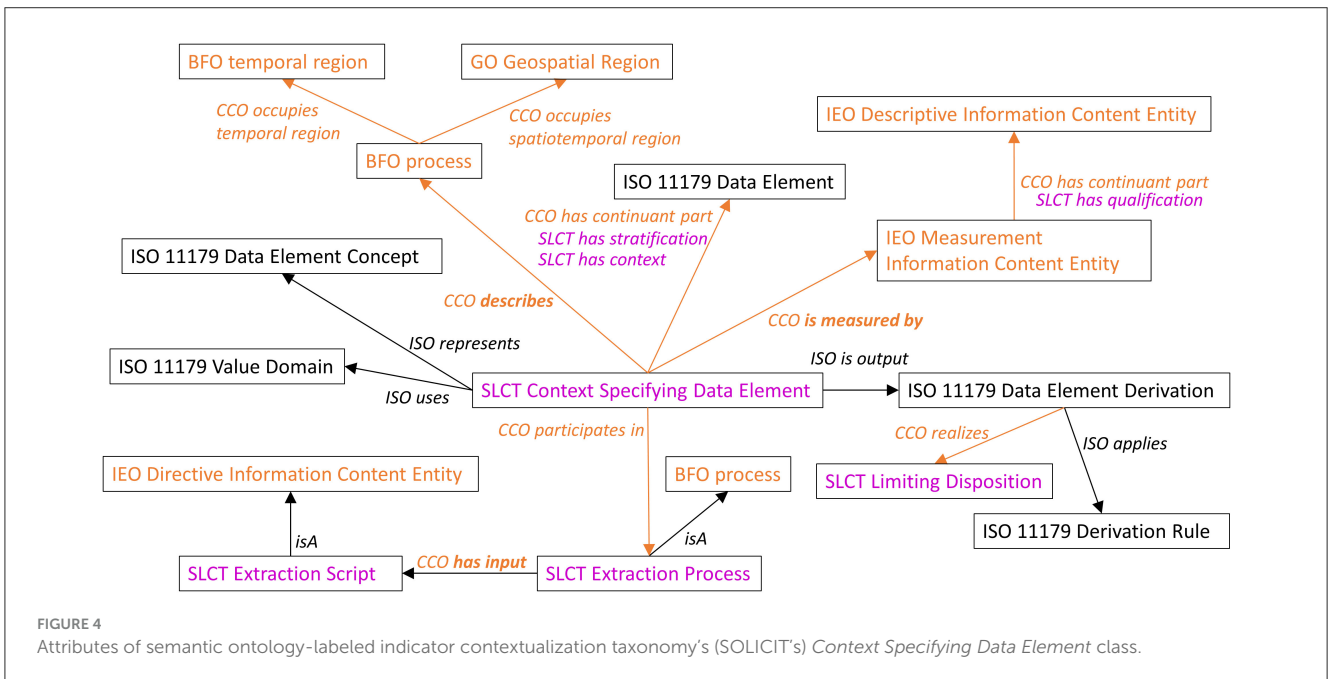 BFO temporal region
GO Geospatial Region
CCO occupies
temporal region
CCO occupies
spatiotemporal region
IEO Descriptive Information Content Entity
BFO process
ISO 11179 Data Element
CCO has continuant part
SLCT has qualification
CCO has continuant part
SLCT has stratification
SLCT has context
IEO Measurement
Information Content Entity
ISO 11179 Data Element Concept
CCO describes
CCO is measured by
ISO represents
ISO is output
ISO 11179 Value Domain
ISO uses
SLCT Context Specifying Data Element
ISO 11179 Data Element Derivation
CCO participates in
CCO realizes
ISO applies
IEO Directive Information Content Entity
BFO process
SLCT Limiting Disposition
ISO 11179 Derivation Rule
isA
isA
SLCT Extraction Script
CCO has input
SLCT Extraction Process
FIGURE 4
Attributes of semantic ontology-labeled indicator contextualization taxonomy's (SOLICIT's) Context Specifying Data Element class.